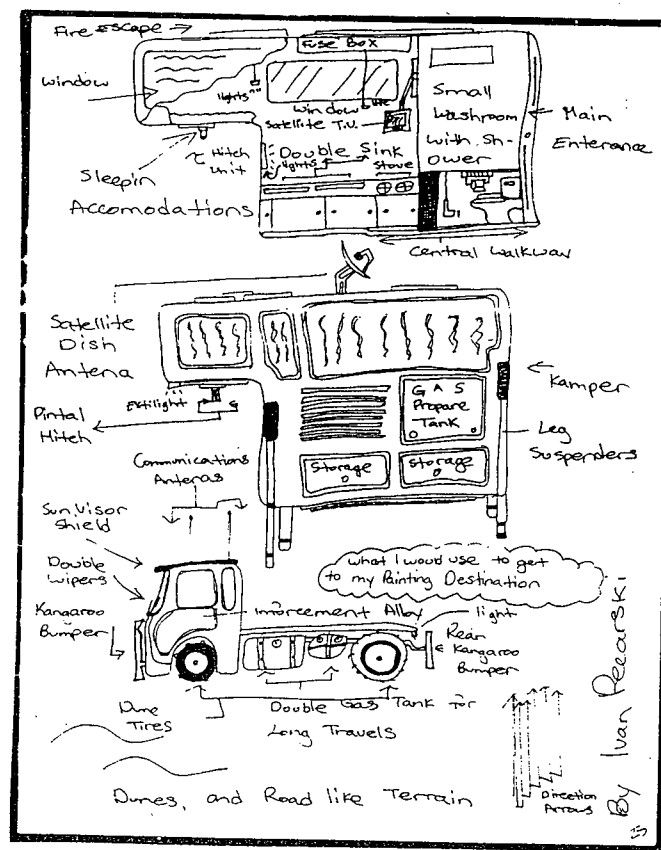 Fire Escape
Fuse Box
Window
lights
Window
Satellite T.V.
Small
Washroom
with Sh-
ower
Main
Enterance
Hitch
Unit
Double Sink
lights
Stove
Sleepin
Accomodations
Central Walkway
Satellite
Dish
Antena
Kamper
GAS
Propane
Tank
Pintal
Hitch
Leg
Suspenders
Storage
Storage
Communications
Anteras
Sun Visor
Shield
Double
Wipers
what I would use to get
to my Painting Destination
Kangaroo
Bumper
Inforcement Alloy
light
Rear
Kangaroo
Bumper
Dune
Tires
Double Gas Tank for
Long Travels
Dunes, and Road like Terrain
Direction
Arrows
By Ivan